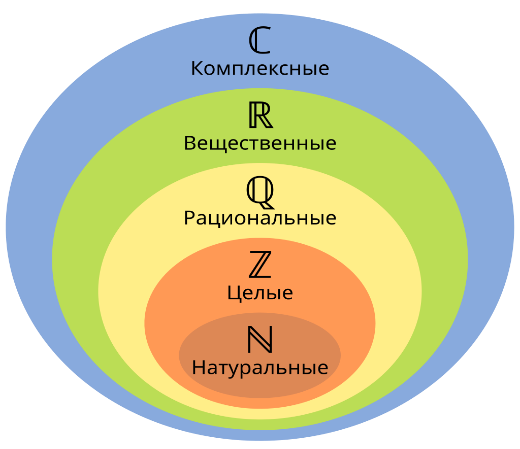 ℂ
Комплексные
ℝ
Вещественные
ℚ
Рациональные
ℤ
Целые
ℕ
Натуральные